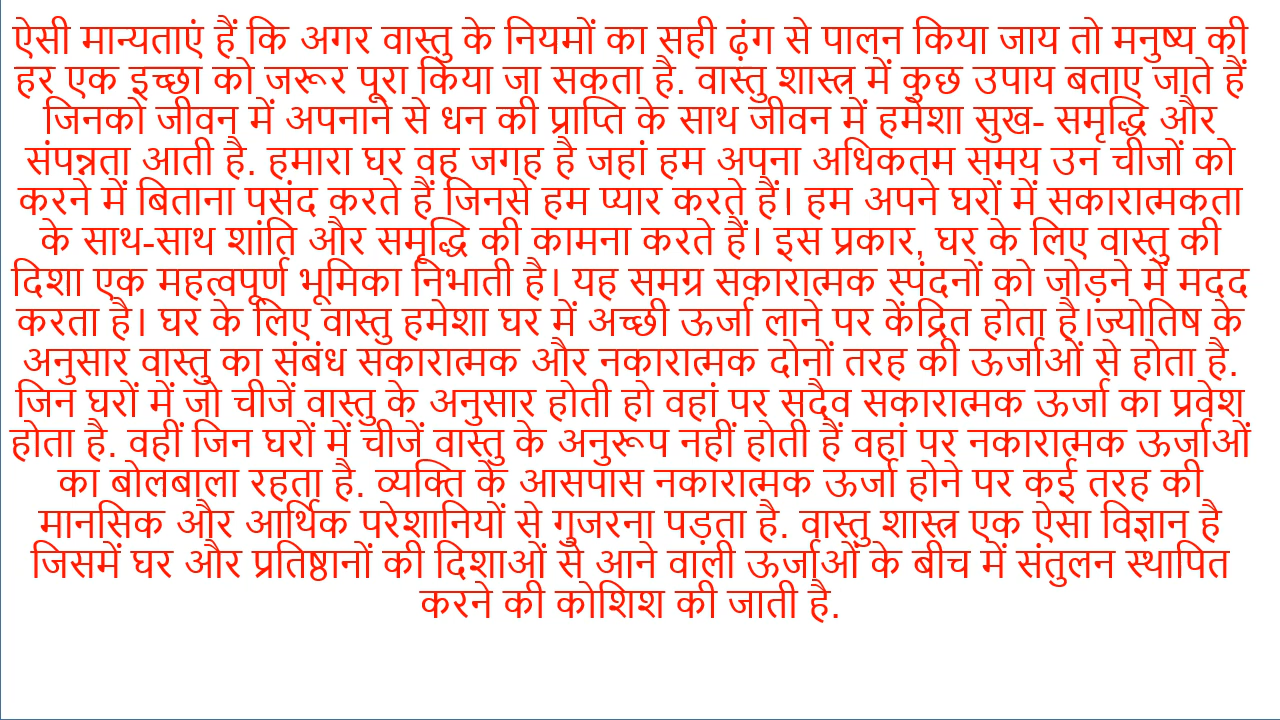 ऐसी मान्यताएं हैं कि अगर वास्तु के नियमों का सही ढ़ंग से पालन किया जाय तो मनुष्य की
हर एक इच्छा को जरूर पूरा किया जा सकता है. वास्तु शास्त्र में कुछ उपाय बताए जाते हैं
जिनको जीवन में अपनाने से धन की प्राप्ति के साथ जीवन में हमेशा सुख- समृद्धि और
संपन्नता आती है. हमारा घर वह जगह है जहां हम अपना अधिकतम समय उन चीजों को
करने में बिताना पसंद करते हैं जिनसे हम प्यार करते हैं। हम अपने घरों में सकारात्मकता
के साथ-साथ शांति और समृद्धि की कामना करते हैं। इस प्रकार, घर के लिए वास्तु की
दिशा एक महत्वपूर्ण भूमिका निभाती है। यह समग्र सकारात्मक स्पंदनों को जोड़ने में मदद
करता है। घर के लिए वास्तु हमेशा घर में अच्छी ऊर्जा लाने पर केंद्रित होता है।ज्योतिष के
अनुसार वास्तु का संबंध सकारात्मक और नकारात्मक दोनों तरह की ऊर्जाओं से होता है.
जिन घरों में जो चीजें वास्तु के अनुसार होती हो वहां पर सदैव सकारात्मक ऊर्जा का प्रवेश
होता है. वहीं जिन घरों में चीजें वास्तु के अनुरूप नहीं होती हैं वहां पर नकारात्मक ऊर्जाओं
का बोलबाला रहता है. व्यक्ति के आसपास नकारात्मक ऊर्जा होने पर कई तरह की
मानसिक और आर्थिक परेशानियों से गुजरना पड़ता है. वास्तु शास्त्र एक ऐसा विज्ञान है
जिसमें घर और प्रतिष्ठानों की दिशाओं से आने वाली ऊर्जाओं के बीच में संतुलन स्थापित
करने की कोशिश की जाती है.